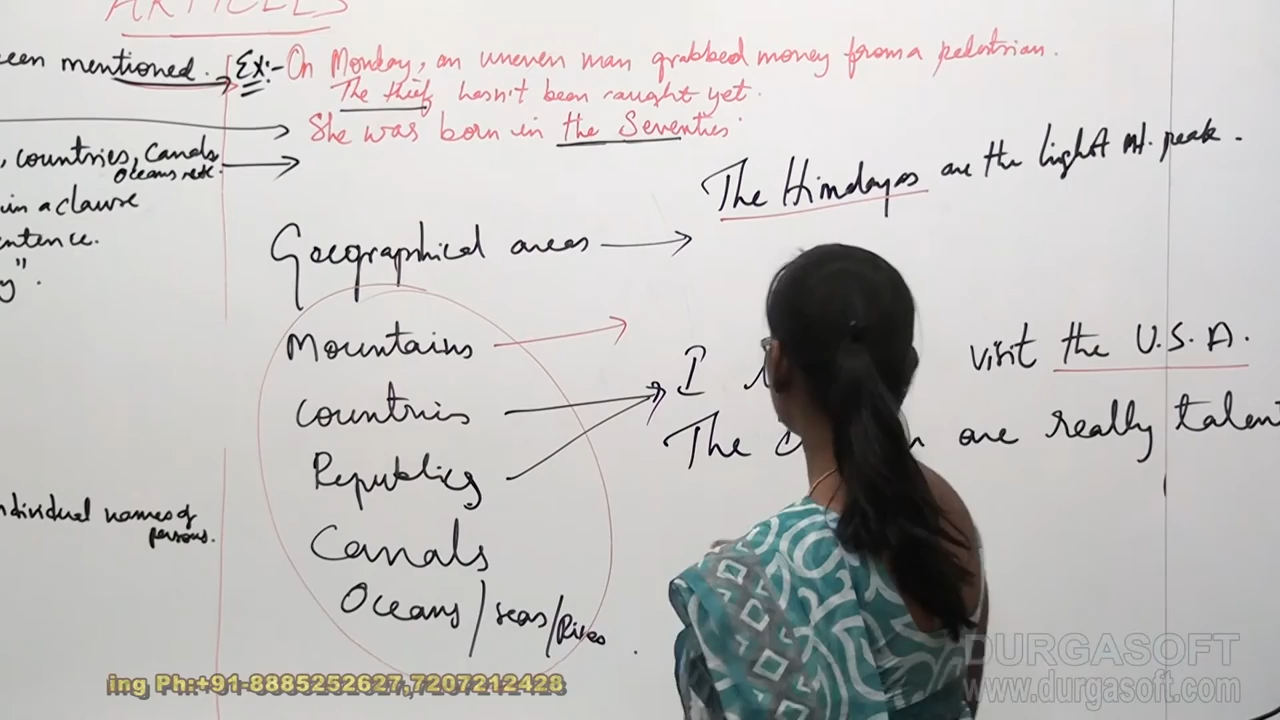 ARTICLES
een mentioned.
Ex:- On Monday, an uneven man grabbed money from a pedestrian.
The thief hasn't been caught yet.
She was born in the Seventies.
, countries, Canals
Oceans etc.
in a clause
entence.
y".
ndividual names of
persons.
The Himalayas are the hight Mt. peak.
Geographical areas
Mountains
Countries
Republics
Canals
Oceans/seas/Rives
I visit the U.S.A.
The are really talent
ing Ph:+91-8885252627,7207212428
DURGASOFT
www.durgasoft.com